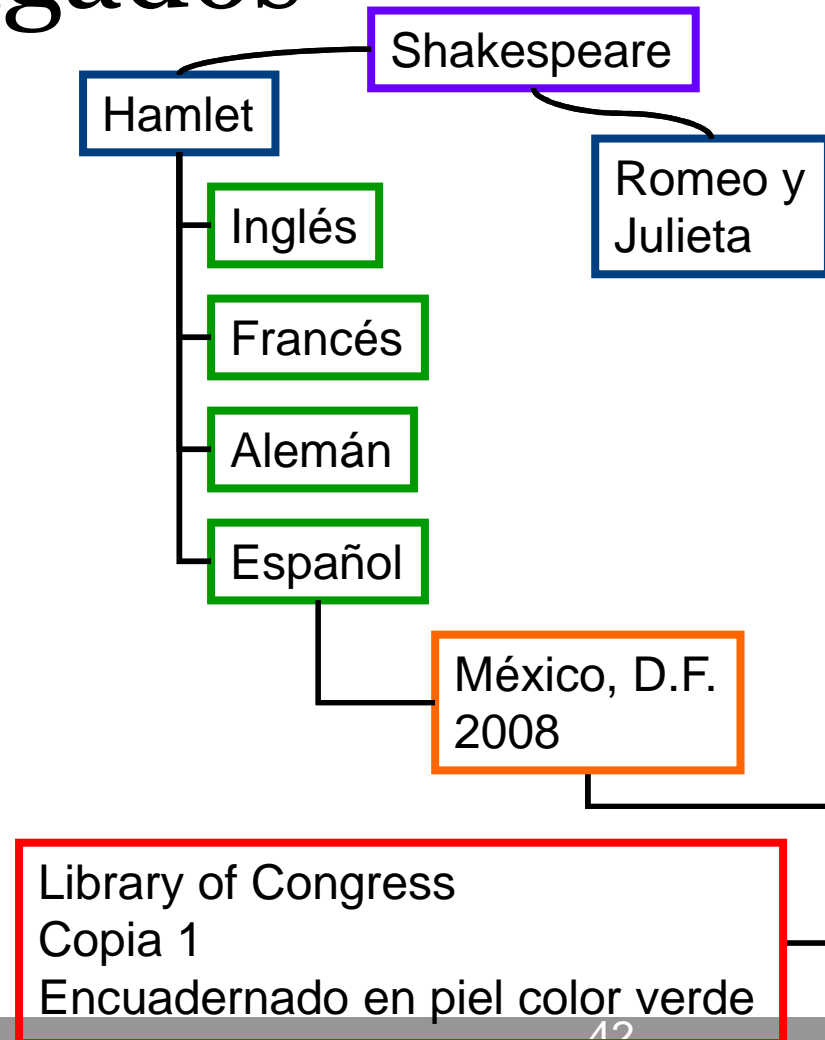 Shakespeare
Hamlet
Romeo y
Julieta
Inglés
Francés
Alemán
Español
México, D.F.
2008
Library of Congress
Copia 1
Encuadernado en piel color verde
42